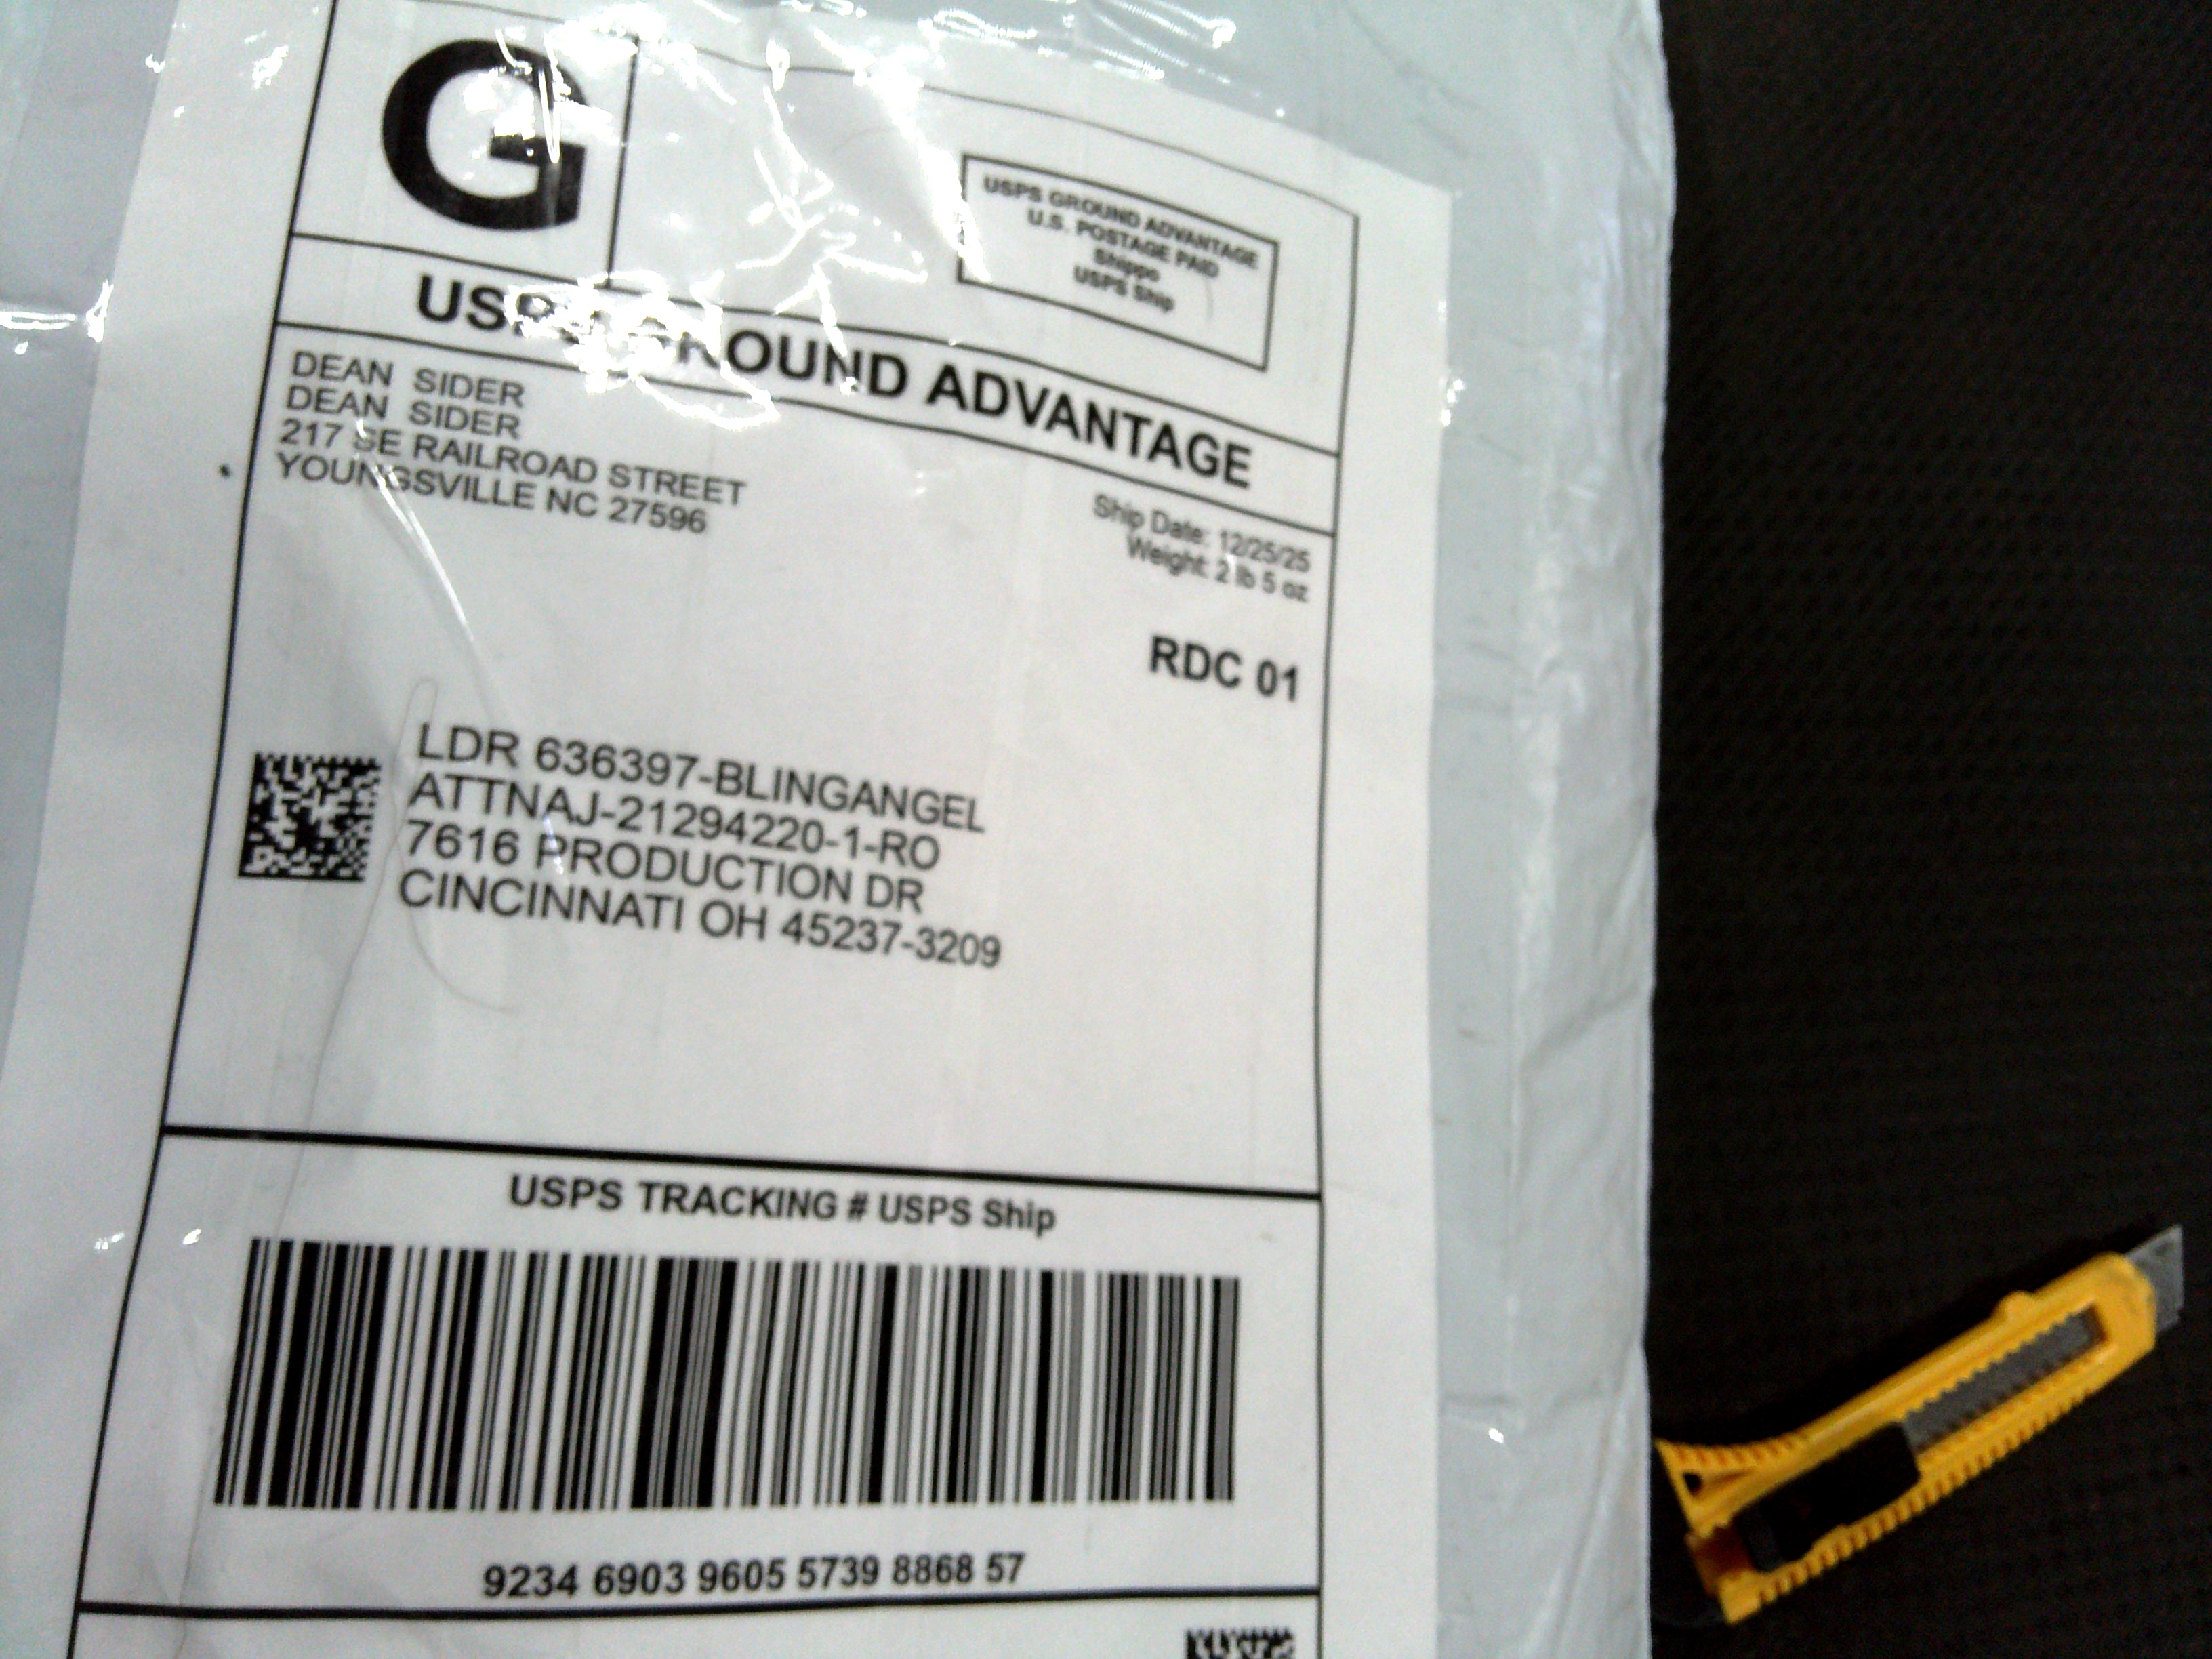 G
USPS GROUND ADVANTAGE
U.S. POSTAGE PAID
Shippo
USPS Ship
USPS GROUND ADVANTAGE
DEAN SIDER
DEAN SIDER
217 SE RAILROAD STREET
YOUNGSVILLE NC 27596
Ship Date: 12/25/25
Weight: 2 lb 5 oz
RDC 01
LDR 636397-BLINGANGEL
ATTNAJ-21294220-1-RO
7616 PRODUCTION DR
CINCINNATI OH 45237-3209
USPS TRACKING # USPS Ship
9234 6903 9605 5739 8868 57